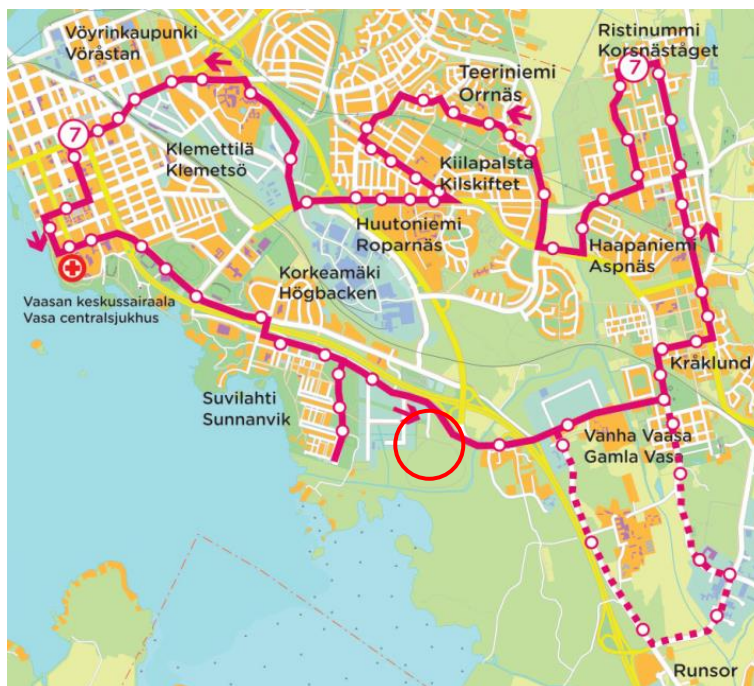 Vöyrinkaupunki
Vöråstan
Ristinummi
Korsnäståget
7
Teeriniemi
Orrnäs
7
Klemettilä
Klemetsö
Kiilapalsta
Kilskiftet
Huutoniemi
Roparnäs
Haapaniemi
Aspnäs
Korkeamäki
Högbacken
Vaasan keskussairaala
Vasa centralsjukhus
Kråklund
Suvilahti
Sunnanvik
Vanha Vaasa
Gamla Vasa
Runsor